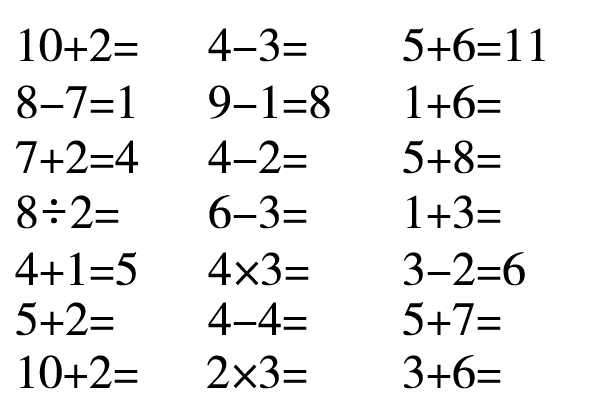 10+2= 4−3= 5+6=11
8−7=1 9−1=8 1+6=
7+2=4 4−2= 5+8=
8÷2= 6−3= 1+3=
4+1=5 4×3= 3−2=6
5+2= 4−4= 5+7=
10+2= 2×3= 3+6=